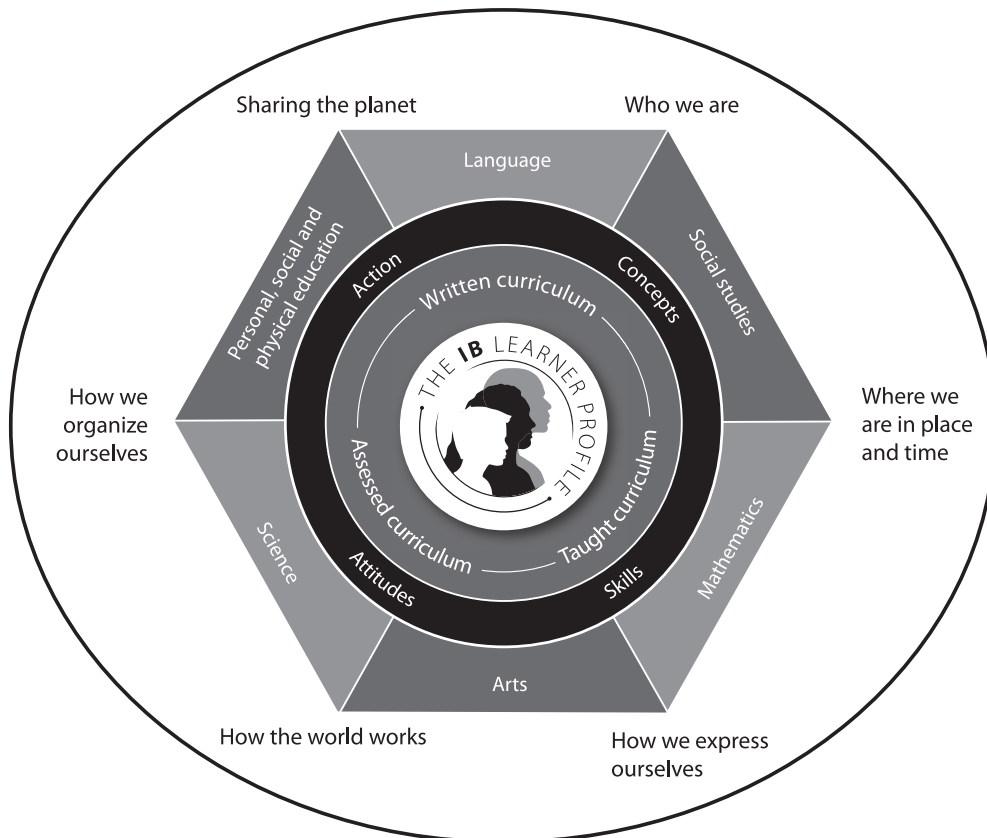 Sharing the planet
Who we are
Language
Personal, social and
physical education
Social studies
Action
Concepts
Written curriculum
THE IB LEARNER PROFILE
How we
organize
ourselves
Where we
are in place
and time
Assessed curriculum
Taught curriculum
Science
Mathematics
Attitudes
Skills
Arts
How the world works
How we express
ourselves